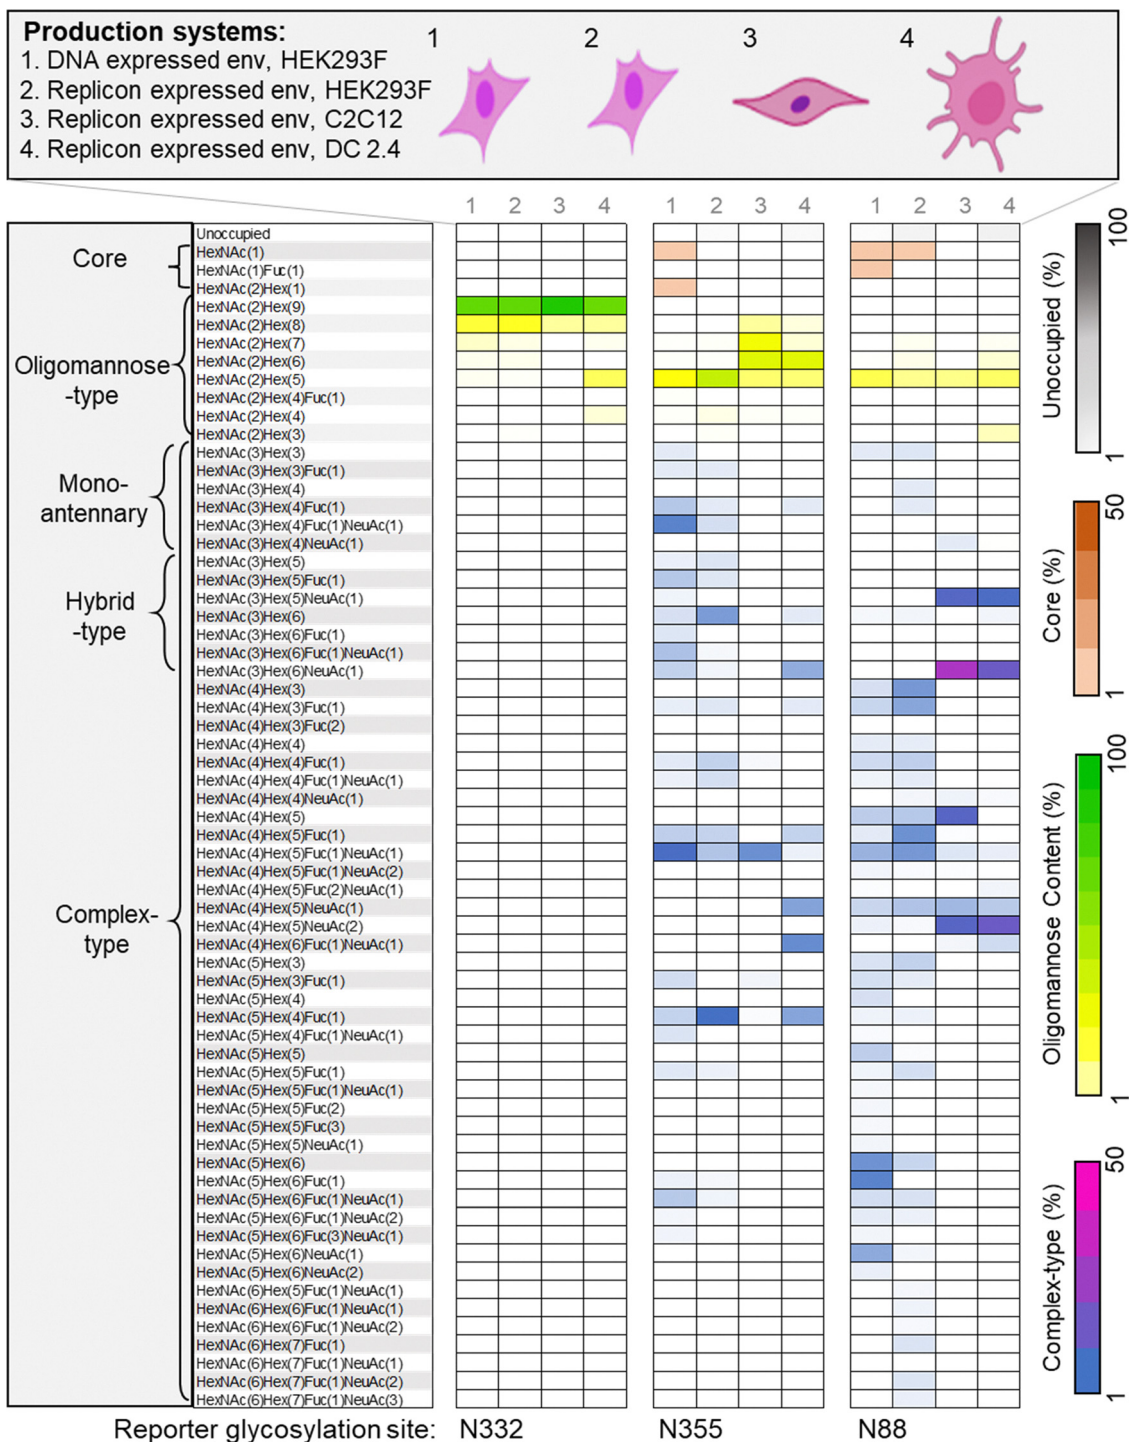 Production systems:
1. DNA expressed env, HEK293F
2. Replicon expressed env, HEK293F
3. Replicon expressed env, C2C12
4. Replicon expressed env, DC 2.4
1 2 3 4
1 2 3 4 1 2 3 4 1 2 3 4
Core
Oligomannose
-type
Mono-
antennary
Hybrid
-type
Complex-
type
Unoccupied
HexNAc(1)
HexNAc(1)Fuc(1)
HexNAc(2)Hex(1)
HexNAc(2)Hex(9)
HexNAc(2)Hex(8)
HexNAc(2)Hex(7)
HexNAc(2)Hex(6)
HexNAc(2)Hex(5)
HexNAc(2)Hex(4)Fuc(1)
HexNAc(2)Hex(4)
HexNAc(2)Hex(3)
HexNAc(3)Hex(3)
HexNAc(3)Hex(3)Fuc(1)
HexNAc(3)Hex(4)
HexNAc(3)Hex(4)Fuc(1)
HexNAc(3)Hex(4)Fuc(1)NeuAc(1)
HexNAc(3)Hex(4)NeuAc(1)
HexNAc(3)Hex(5)
HexNAc(3)Hex(5)Fuc(1)
HexNAc(3)Hex(5)NeuAc(1)
HexNAc(3)Hex(6)
HexNAc(3)Hex(6)Fuc(1)
HexNAc(3)Hex(6)Fuc(1)NeuAc(1)
HexNAc(3)Hex(6)NeuAc(1)
HexNAc(4)Hex(3)
HexNAc(4)Hex(3)Fuc(1)
HexNAc(4)Hex(3)Fuc(2)
HexNAc(4)Hex(4)
HexNAc(4)Hex(4)Fuc(1)
HexNAc(4)Hex(4)Fuc(1)NeuAc(1)
HexNAc(4)Hex(4)NeuAc(1)
HexNAc(4)Hex(5)
HexNAc(4)Hex(5)Fuc(1)
HexNAc(4)Hex(5)Fuc(1)NeuAc(1)
HexNAc(4)Hex(5)Fuc(1)NeuAc(2)
HexNAc(4)Hex(5)Fuc(2)NeuAc(1)
HexNAc(4)Hex(5)NeuAc(1)
HexNAc(4)Hex(5)NeuAc(2)
HexNAc(4)Hex(6)Fuc(1)NeuAc(1)
HexNAc(5)Hex(3)
HexNAc(5)Hex(3)Fuc(1)
HexNAc(5)Hex(4)
HexNAc(5)Hex(4)Fuc(1)
HexNAc(5)Hex(4)Fuc(1)NeuAc(1)
HexNAc(5)Hex(5)
HexNAc(5)Hex(5)Fuc(1)
HexNAc(5)Hex(5)Fuc(1)NeuAc(1)
HexNAc(5)Hex(5)Fuc(2)
HexNAc(5)Hex(5)Fuc(3)
HexNAc(5)Hex(5)NeuAc(1)
HexNAc(5)Hex(6)
HexNAc(5)Hex(6)Fuc(1)
HexNAc(5)Hex(6)Fuc(1)NeuAc(1)
HexNAc(5)Hex(6)Fuc(1)NeuAc(2)
HexNAc(5)Hex(6)Fuc(3)NeuAc(1)
HexNAc(5)Hex(6)NeuAc(1)
HexNAc(5)Hex(6)NeuAc(2)
HexNAc(6)Hex(5)Fuc(1)NeuAc(1)
HexNAc(6)Hex(6)Fuc(1)NeuAc(1)
HexNAc(6)Hex(6)Fuc(1)NeuAc(2)
HexNAc(6)Hex(7)Fuc(1)
HexNAc(6)Hex(7)Fuc(1)NeuAc(1)
HexNAc(6)Hex(7)Fuc(1)NeuAc(2)
HexNAc(6)Hex(7)Fuc(1)NeuAc(3)
Unoccupied (%)
100
1
Core (%)
50
1
Oligomannose Content (%)
100
1
Complex-type (%)
50
1
Reporter glycosylation site: N332 N355 N88